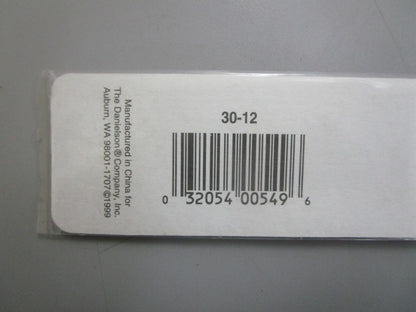 Manufactured in China for
The Danielson® Company, Inc.
Auburn, WA 98001-1707©1999
30-12
0 32054 00549 6